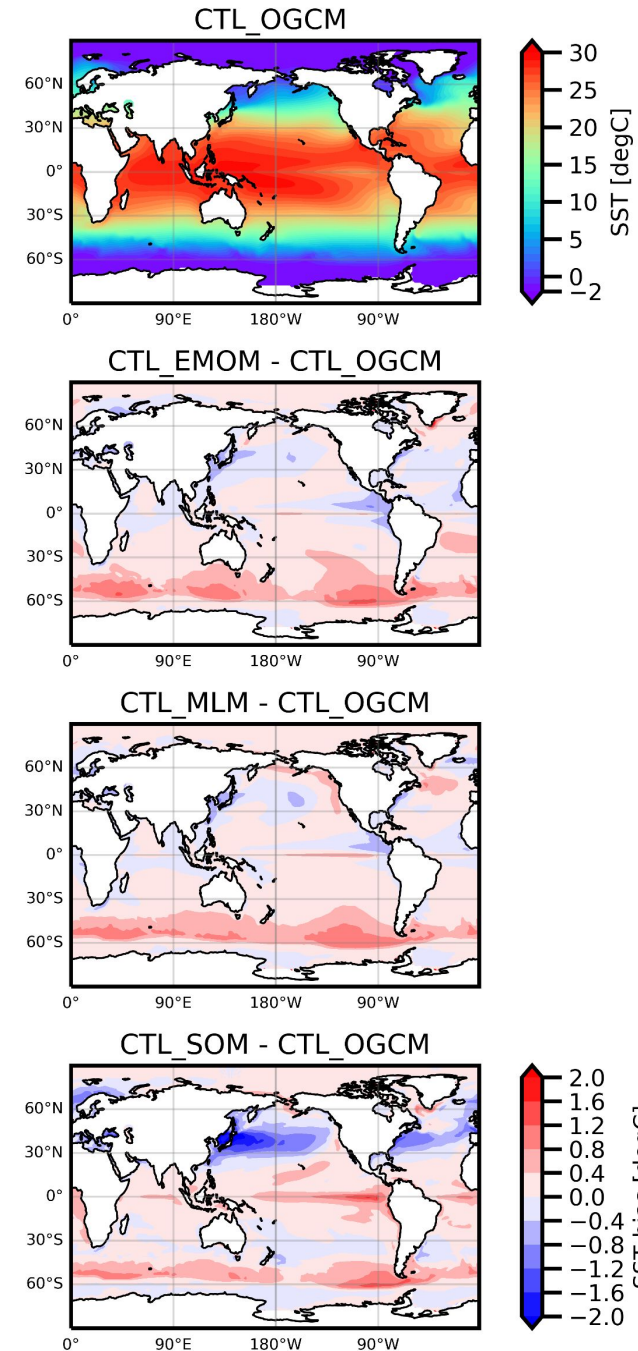 CTL_OGCM
60°N
30°N
0°
30°S
60°S
0°
90°E
180°W
90°W
30
25
20
15
10
5
0
−2
SST [degC]
CTL_EMOM - CTL_OGCM
60°N
30°N
0°
30°S
60°S
0°
90°E
180°W
90°W
CTL_MLM - CTL_OGCM
60°N
30°N
0°
30°S
60°S
0°
90°E
180°W
90°W
CTL_SOM - CTL_OGCM
60°N
30°N
0°
30°S
60°S
0°
90°E
180°W
90°W
2.0
1.6
1.2
0.8
0.4
0.0
−0.4
−0.8
−1.2
−1.6
−2.0